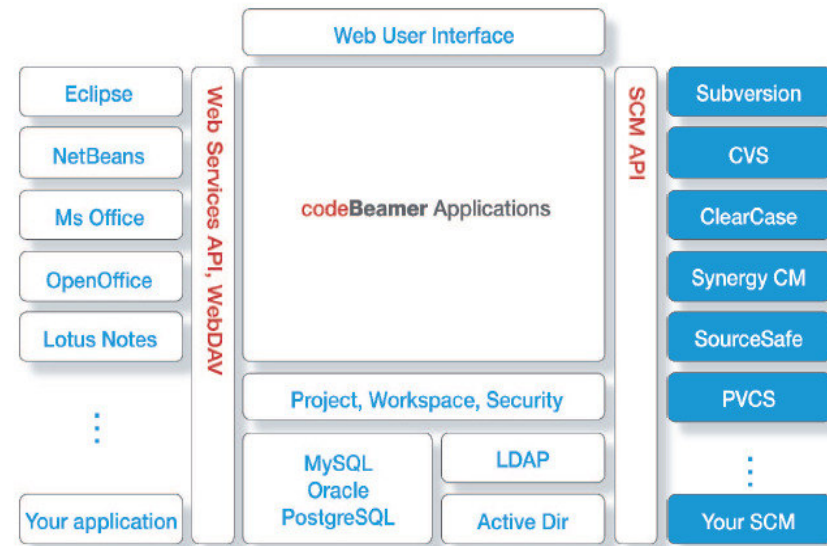 Web User Interface
Eclipse
NetBeans
Ms Office
OpenOffice
Lotus Notes
Your application
Web Services API, WebDAV
codeBeamer Applications
Project, Workspace, Security
MySQL
Oracle
PostgreSQL
LDAP
Active Dir
SCM API
Subversion
CVS
ClearCase
Synergy CM
SourceSafe
PVCS
Your SCM